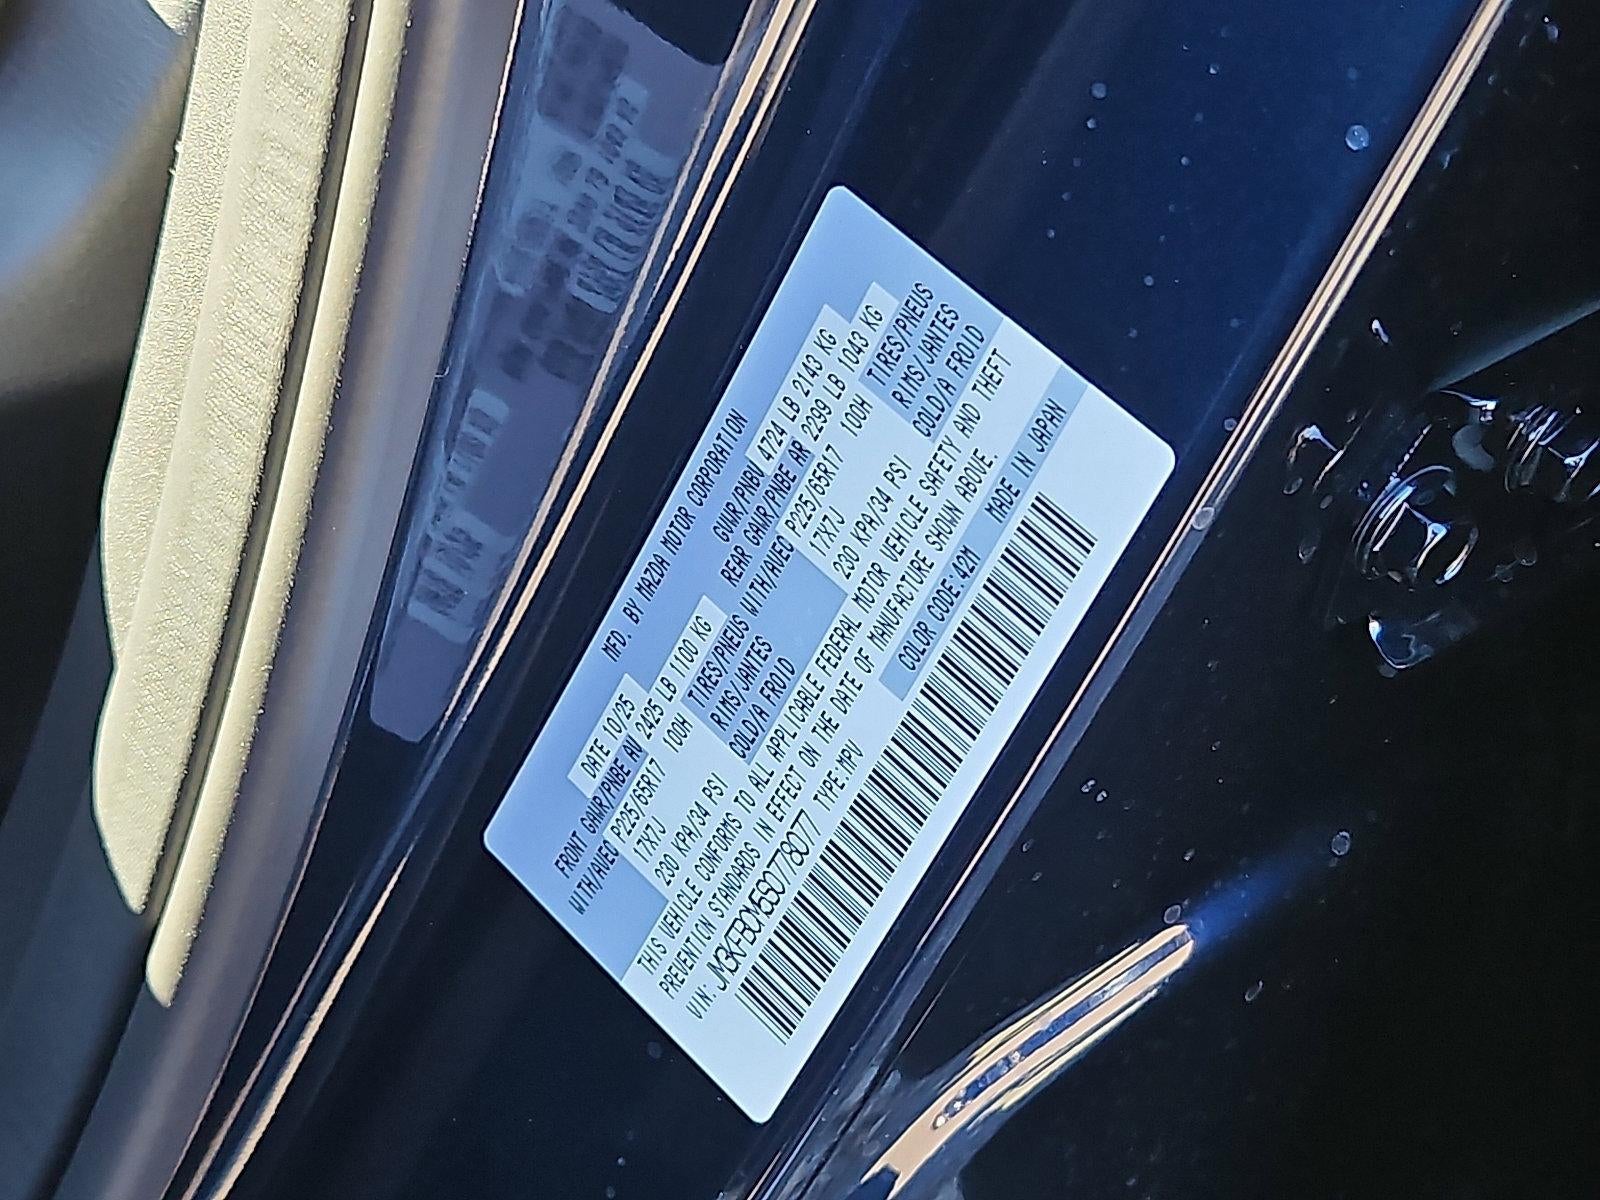 MFD. BY MAZDA MOTOR CORPORATION
DATE 10/25 GVWR/PNBV 4724 LB 2143 KG
FRONT GAWR/PNBE AV 2425 LB 1100 KG REAR GAWR/PNBE AR 2299 LB 1043 KG
WITH/AVEC P225/65R17 100H TIRES/PNEUS WITH/AVEC P225/65R17 100H TIRES/PNEUS
17X7J RIMS/JANTES 17X7J RIMS/JANTES
230 KPA/34 PSI COLD/A FROID 230 KPA/34 PSI COLD/A FROID
THIS VEHICLE CONFORMS TO ALL APPLICABLE FEDERAL MOTOR VEHICLE SAFETY AND THEFT
PREVENTION STANDARDS IN EFFECT ON THE DATE OF MANUFACTURE SHOWN ABOVE.
VIN: JM3KFBCM5S0778077 TYPE:MPV COLOR CODE:42M MADE IN JAPAN